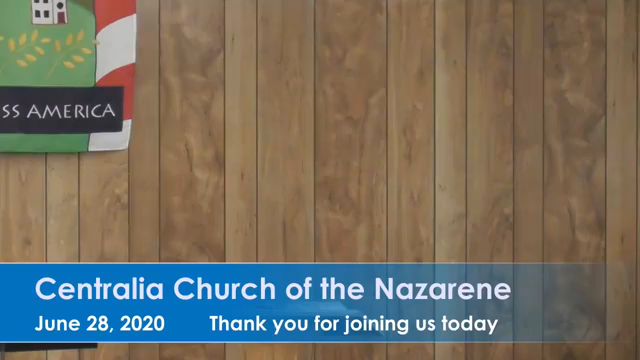 SS AMERICA
Centralia Church of the Nazarene
June 28, 2020 Thank you for joining us today